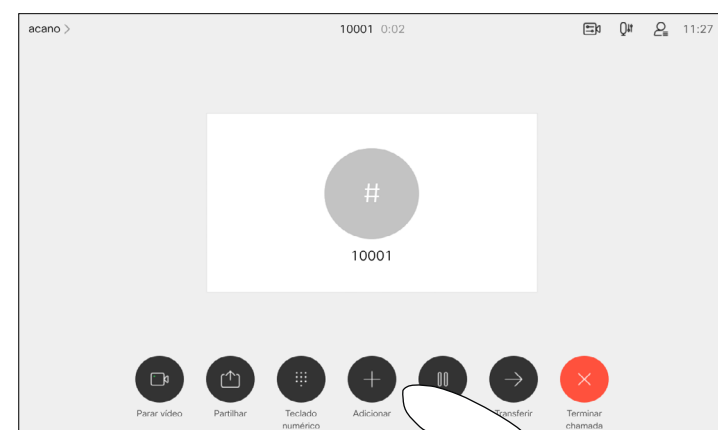 acano >
10001 0:02
11:27
#
10001
Parar vídeo
Partilhar
Teclado
numérico
Adicionar
Transferir
Terminar
chamada